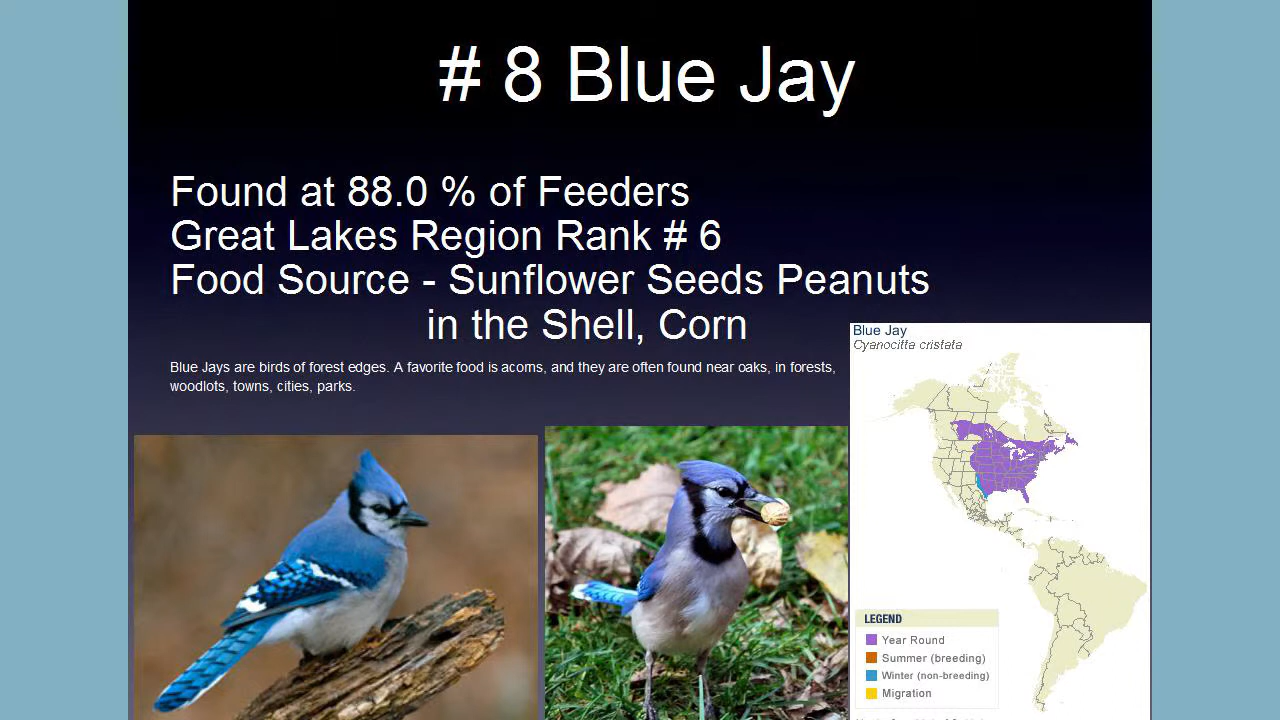 # 8 Blue Jay
Found at 88.0 % of Feeders
Great Lakes Region Rank # 6
Food Source - Sunflower Seeds Peanuts
in the Shell, Corn
Blue Jays are birds of forest edges. A favorite food is acorns, and they are often found near oaks, in forests,
woodlots, towns, cities, parks.
Blue Jay
Cyanocitta cristata
LEGEND
Year Round
Summer (breeding)
Winter (non-breeding)
Migration